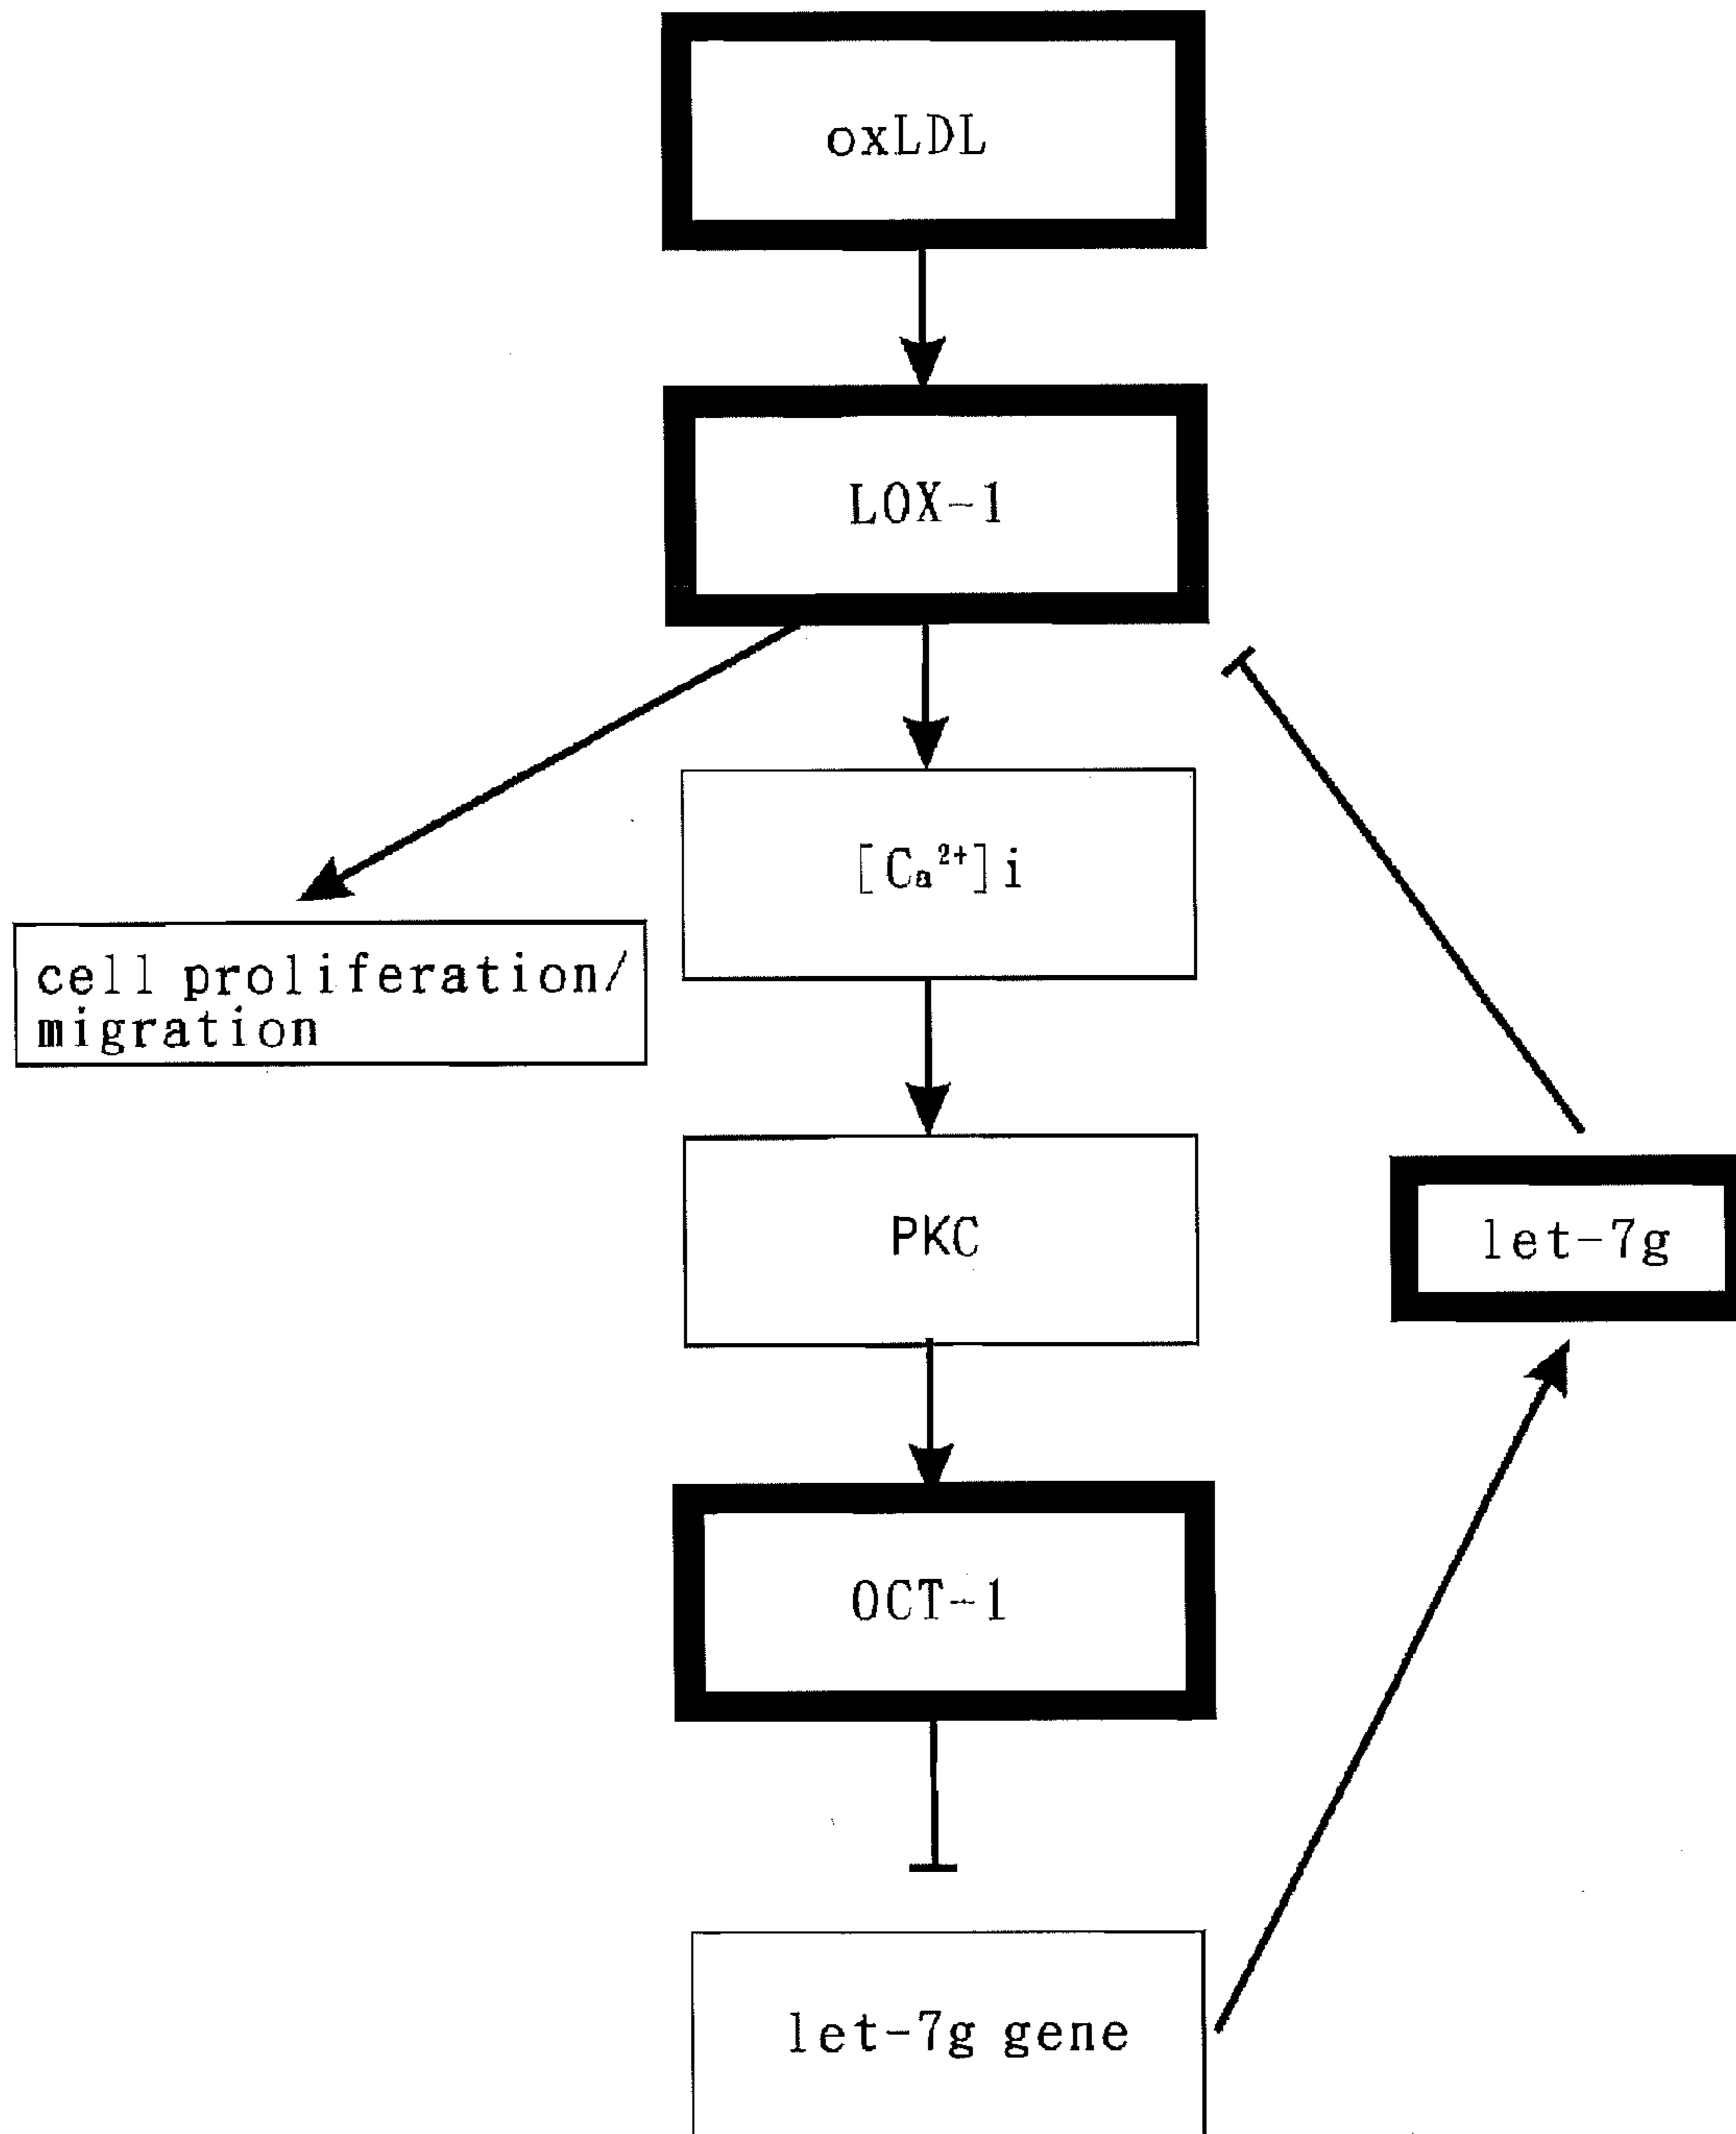 oxLDL
LOX-1
[Ca²⁺]i
cell proliferation/
migration
PKC
let-7g
OCT-1
let-7g gene